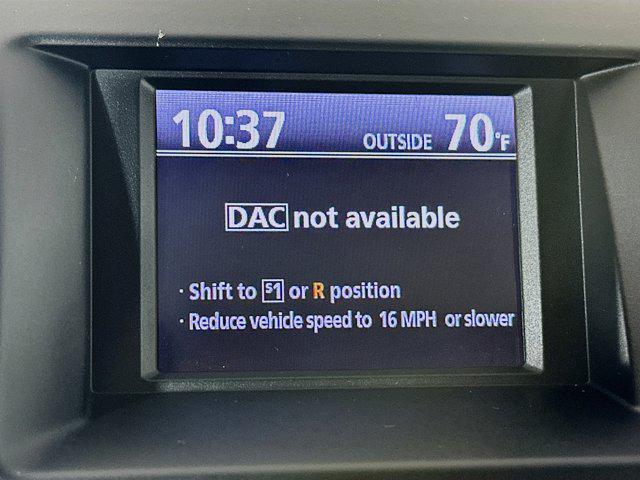 10:37 OUTSIDE 70°F
DAC not available
· Shift to S1 or R position
· Reduce vehicle speed to 16 MPH or slower